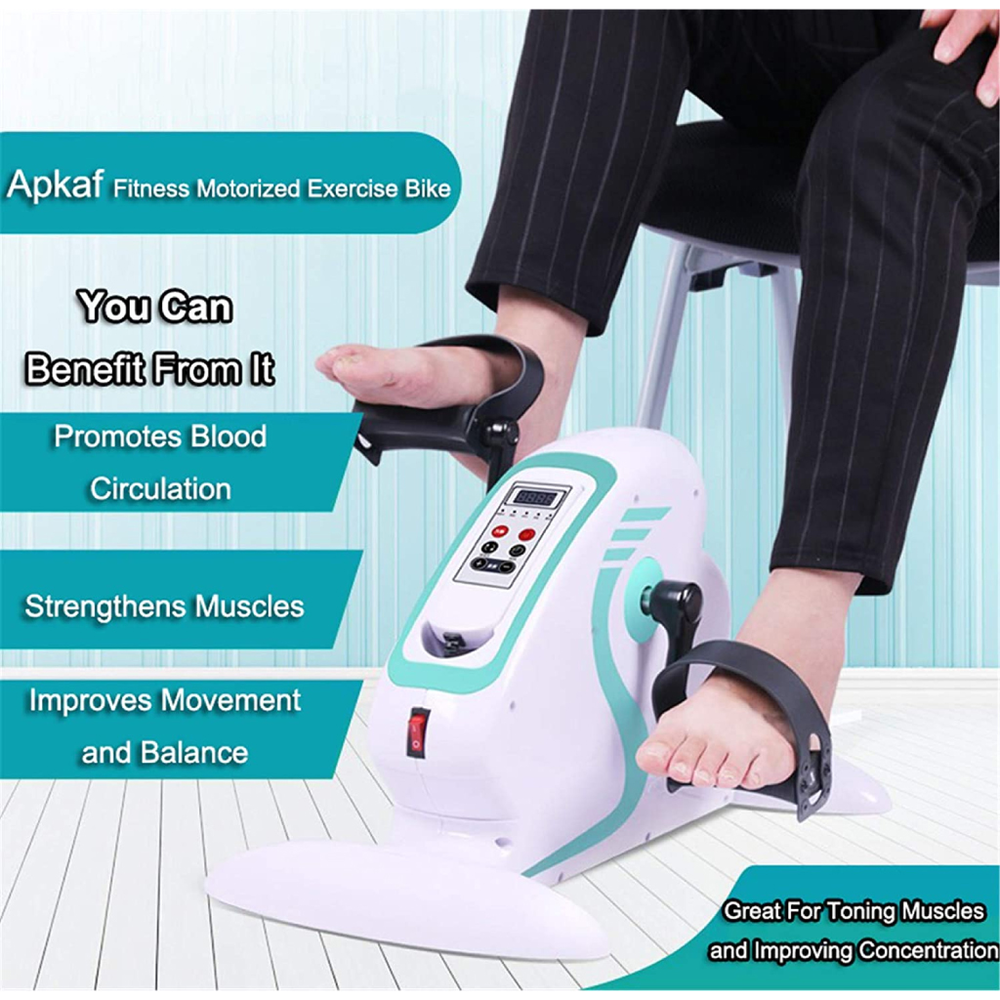 Apkaf Fitness Motorized Exercise Bike
You Can
Benefit From It
Promotes Blood
Circulation
Strengthens Muscles
Improves Movement
and Balance
Great For Toning Muscles
and Improving Concentration